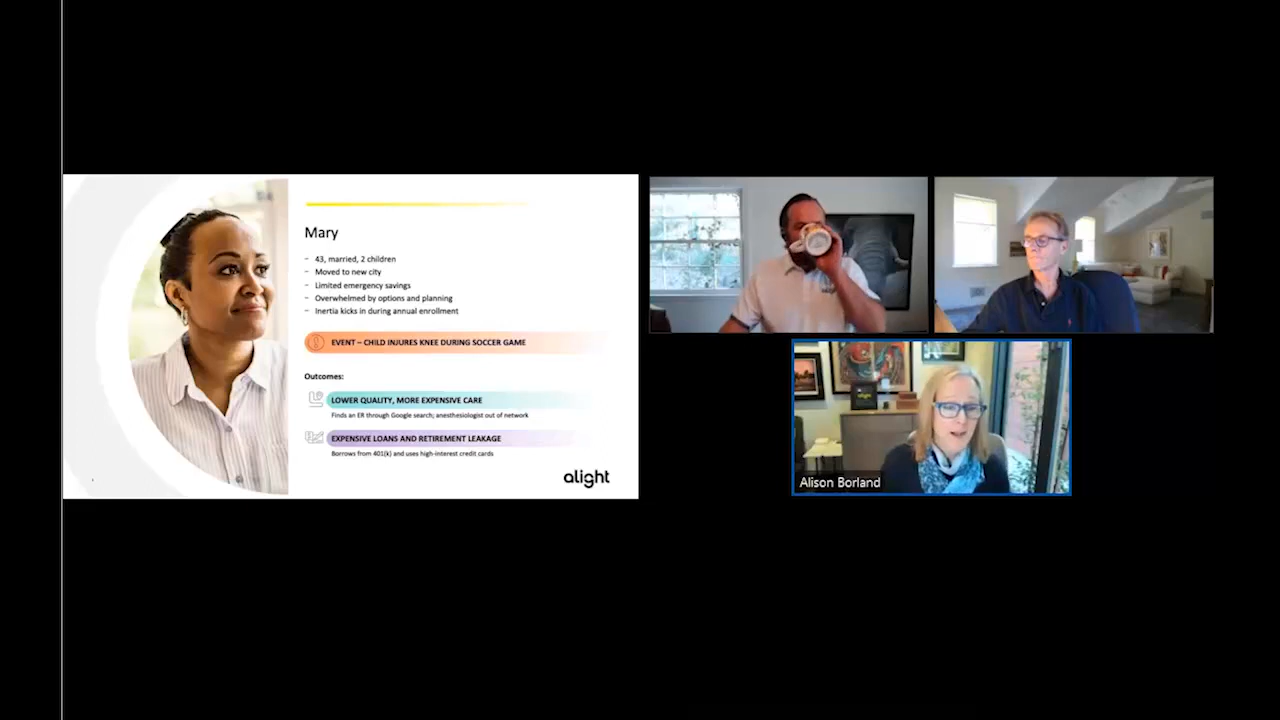 Mary
- 43, married, 2 children
- Moved to new city
- Limited emergency savings
- Overwhelmed by options and planning
- Inertia kicks in during annual enrollment
EVENT – CHILD INJURES KNEE DURING SOCCER GAME
Outcomes:
LOWER QUALITY, MORE EXPENSIVE CARE
Finds an ER through Google search; anesthesiologist out of network
EXPENSIVE LOANS AND RETIREMENT LEAKAGE
Borrows from 401(k) and uses high-interest credit cards
alight
Alison Borland